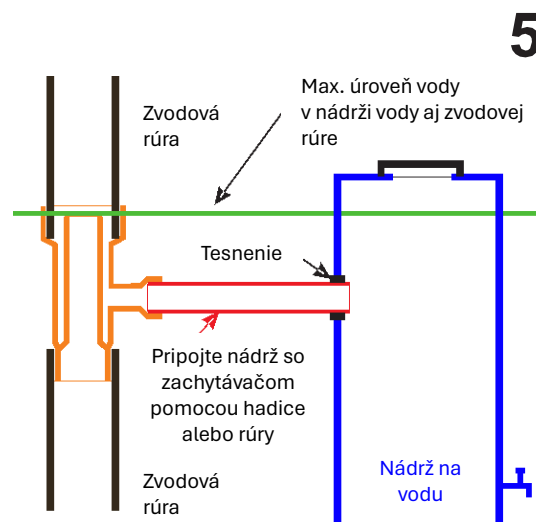 5
Max. úroveň vody
v nádrži vody aj zvodovej
rúre
Zvodová
rúra
Tesnenie
Pripojte nádrž so
zachytávačom
pomocou hadice
alebo rúry
Nádrž na
vodu
Zvodová
rúra